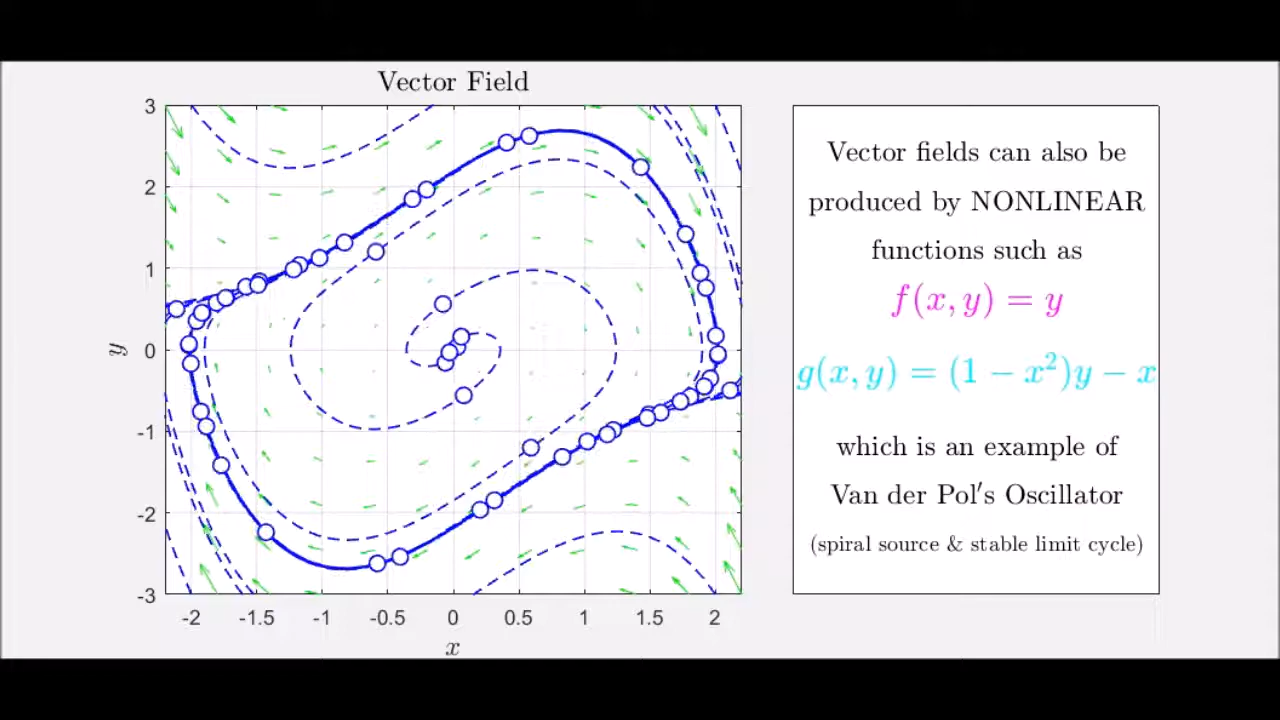 Vector Field
3
2
1
0
-1
-2
-3
y
-2 -1.5 -1 -0.5 0 0.5 1 1.5 2
x
Vector fields can also be
produced by NONLINEAR
functions such as
f(x, y) = y
g(x, y) = (1 − x²)y − x
which is an example of
Van der Pol′s Oscillator
(spiral source & stable limit cycle)